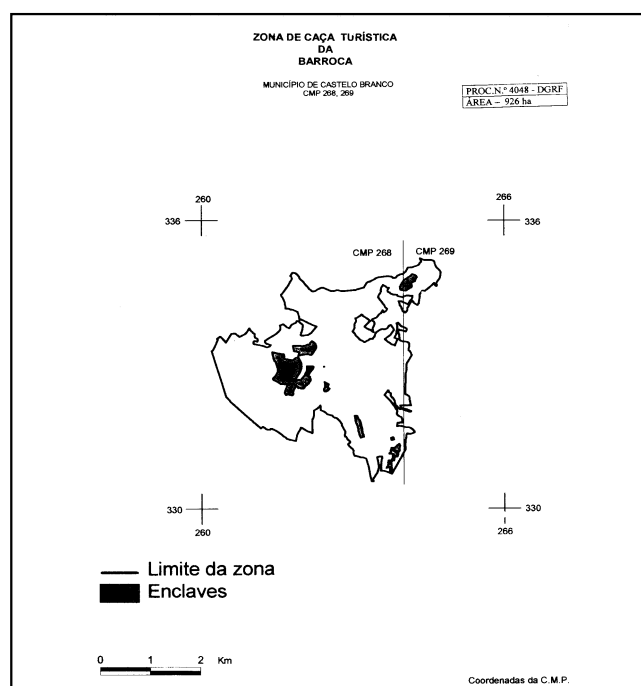 ZONA DE CAÇA TURÍSTICA
DA
BARROCA
MUNICÍPIO DE CASTELO BRANCO
CMP 268, 269
PROC.N.º 4048 - DGRF
ÁREA – 926 ha
260
266
336
336
CMP 268
CMP 269
330
330
260
266
Limite da zona
Enclaves
0 1 2 Km
Coordenadas da C.M.P.